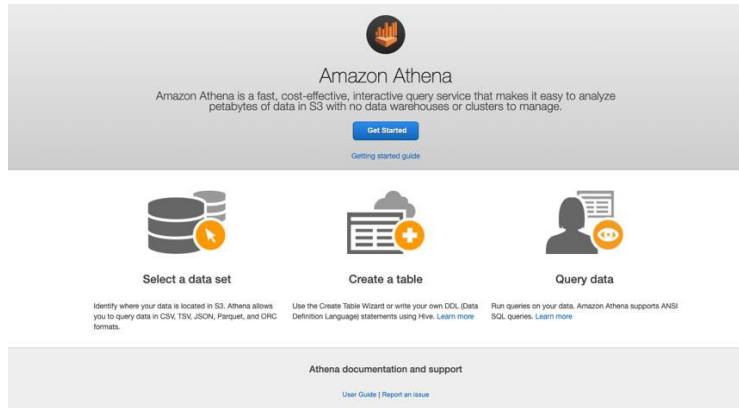 Amazon Athena
Amazon Athena is a fast, cost-effective, interactive query service that makes it easy to analyze
petabytes of data in S3 with no data warehouses or clusters to manage.
Get Started
Getting started guide
Select a data set
Identify where your data is located in S3. Athena allows
you to query data in CSV, TSV, JSON, Parquet, and ORC
formats.
Create a table
Use the Create Table Wizard or write your own DDL (Data
Definition Language) statements using Hive. Learn more
Query data
Run queries on your data. Amazon Athena supports ANSI
SQL queries. Learn more
Athena documentation and support
User Guide | Report an issue